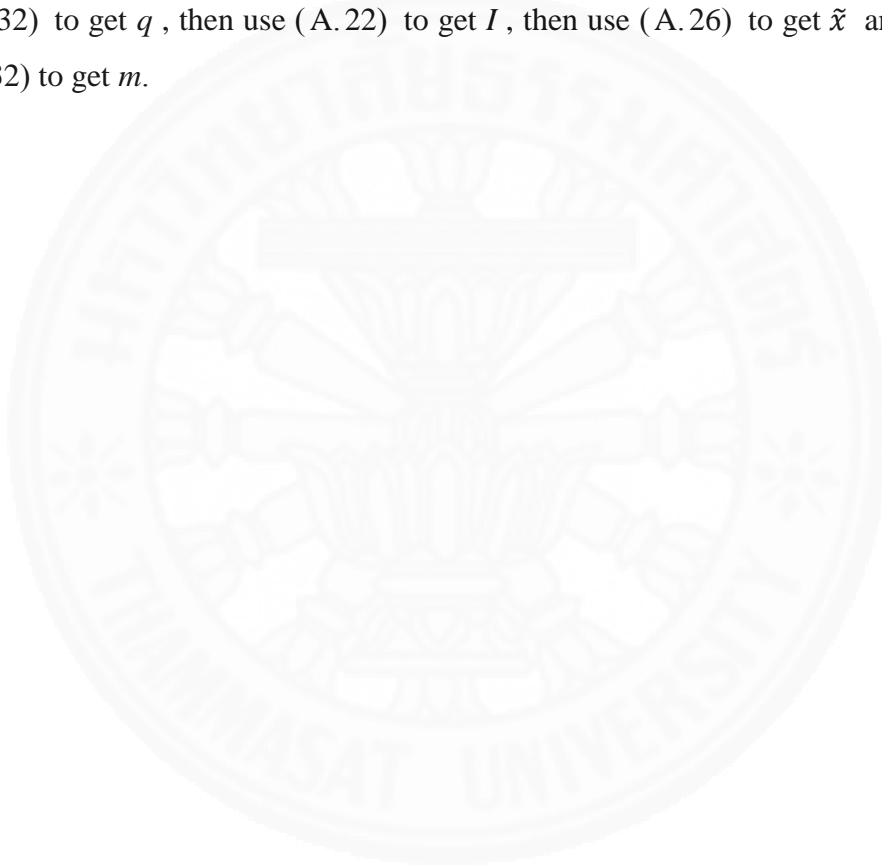 32) to get q , then use (A.22) to get I , then use (A.26) to get x̃
32) to get m.
มหาวิทยาลัยธรรมศาสตร์
THAMMASAT UNIVERSITY